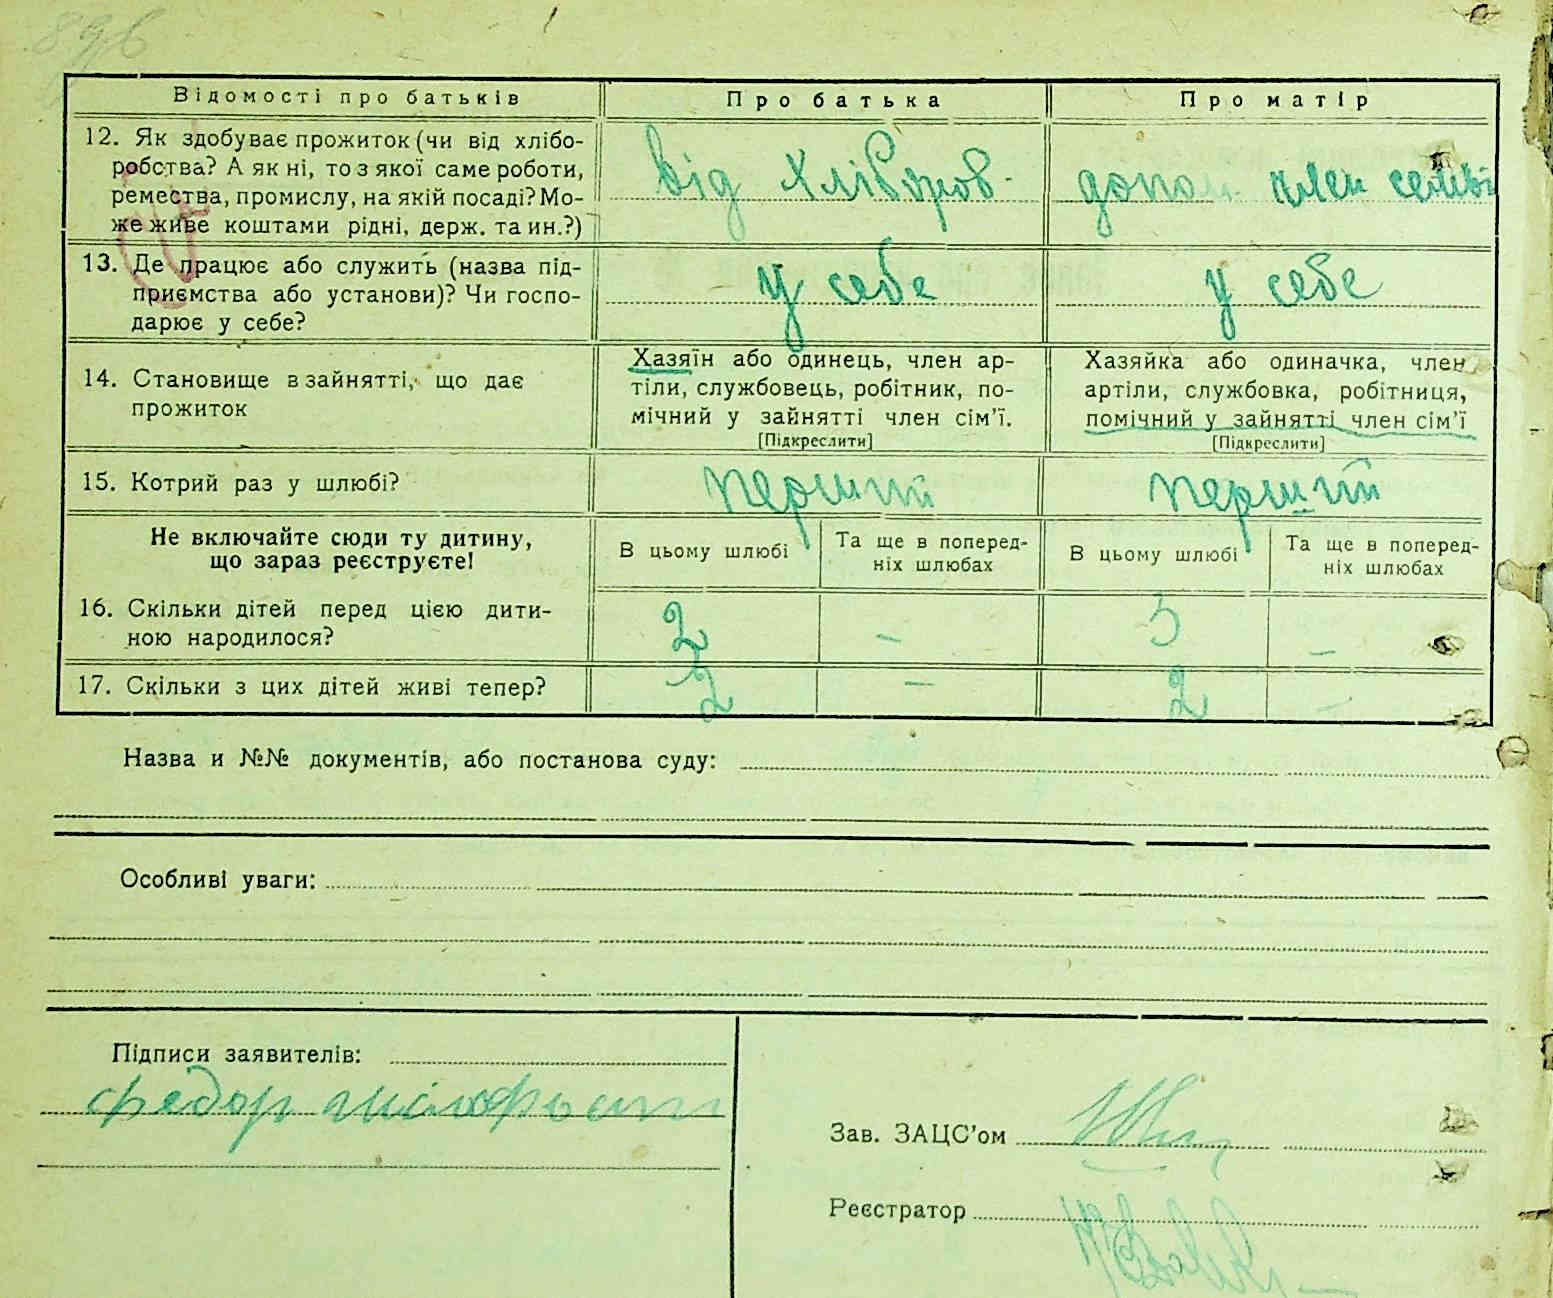 896
Відомості про батьків
Про батька
Про матір
12. Як здобуває прожиток (чи від хлібо-
робства? А як ні, то з якої саме роботи,
ремества, промислу, на якій посаді? Мо-
же живе коштами рідні, держ. та ин.?)
від хлібороб.
допом. член семьі
13. Де працює або служить (назва під-
приємства або установи)? Чи госпо-
дарює у себе?
у себе
у себе
14. Становище в зайнятті, що дає
прожиток
Хазяїн або одинець, член ар-
тіли, службовець, робітник, по-
мічний у зайнятті член сім’ї.
[Підкреслити]
Хазяйка або одиначка, член
артіли, службовка, робітниця,
помічний у зайнятті член сім’ї
[Підкреслити]
15. Котрий раз у шлюбі?
перший
перший
Не включайте сюди ту дитину,
що зараз реєструєте!
В цьому шлюбі
Та ще в поперед-
ніх шлюбах
В цьому шлюбі
Та ще в поперед-
ніх шлюбах
16. Скільки дітей перед цією дити-
ною народилося?
2 – 3 –
17. Скільки з цих дітей живі тепер?
2 – 2 –
Назва и №№ документів, або постанова суду:
Особливі уваги:
Підписи заявителів:
федор
Зав. ЗАЦС’ом
Реєстратор